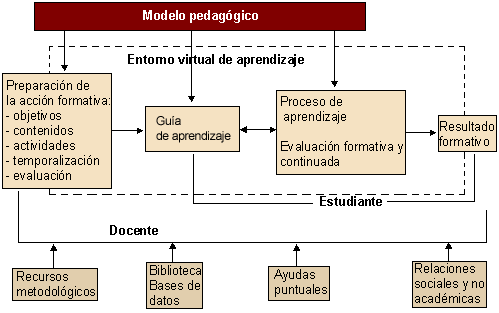 Modelo pedagógico
Entorno virtual de aprendizaje
Preparación de
la acción formativa:
- objetivos
- contenidos
- actividades
- temporalización
- evaluación
Guía
de aprendizaje
Proceso de
aprendizaje
Evaluación formativa y
continuada
Resultado
formativo
Estudiante
Docente
Recursos
metodológicos
Biblioteca
Bases de
datos
Ayudas
puntuales
Relaciones
sociales y no
académicas